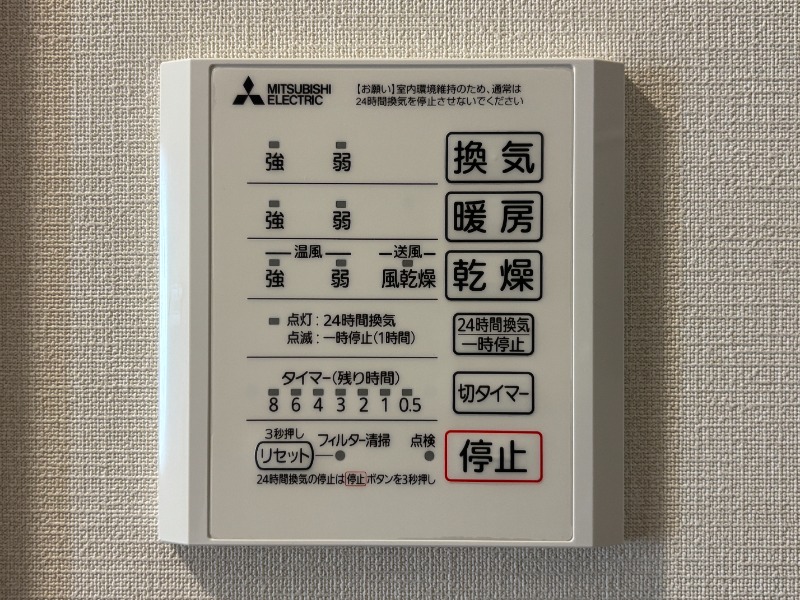 MITSUBISHI
ELECTRIC
【お願い】室内環境維持のため、通常は
24時間換気を停止させないでください
強 弱 換気
強 弱 暖房
温風 送風
強 弱 風乾燥 乾燥
点灯：24時間換気
点滅：一時停止(1時間)
24時間換気
一時停止
タイマー(残り時間)
8 6 4 3 2 1 0.5
切タイマー
3秒押し
リセット フィルター清掃 点検
停止
24時間換気の停止は停止ボタンを3秒押し